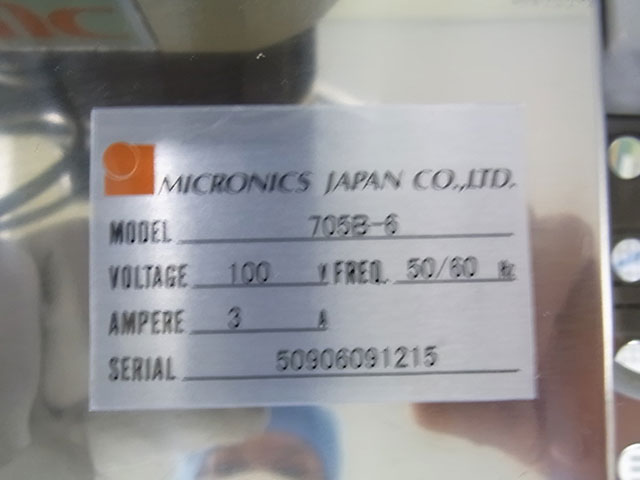 MICRONICS JAPAN CO.,LTD.
MODEL 705B-6
VOLTAGE 100 V FREQ. 50/60 Hz
AMPERE 3 A
SERIAL 50906091215